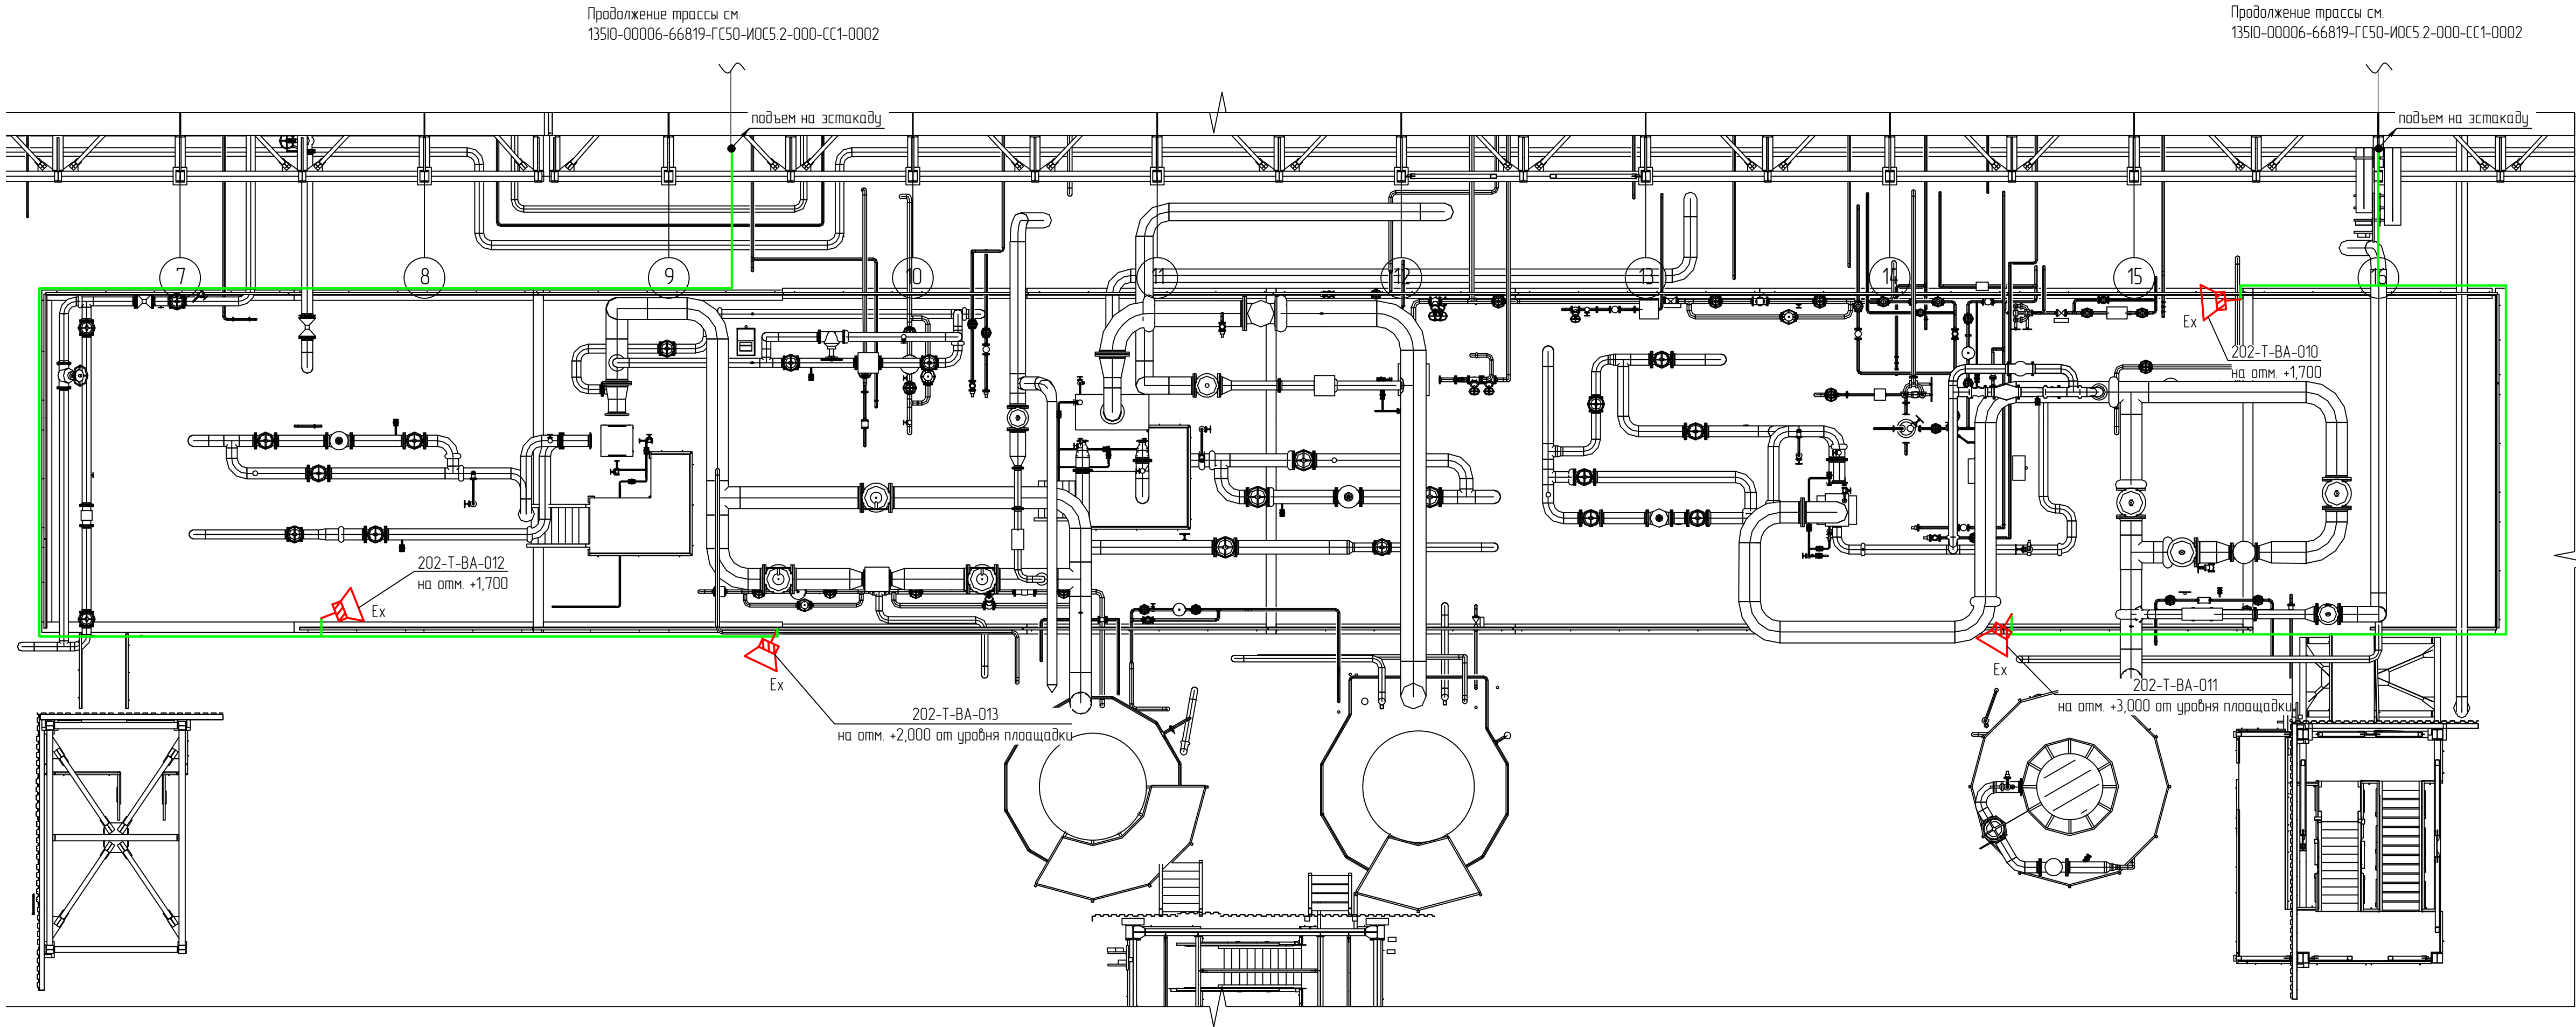 Продолжение трассы см.
13510-00006-66819-ГС50-ИОС5.2-000-СС1-0002
Продолжение трассы см.
13510-00006-66819-ГС50-ИОС5.2-000-СС1-0002
подъем на эстакаду
подъем на эстакаду
7
8
9
10
11
12
13
14
15
16
Ex
202-T-BA-010
на отм. +1,700
202-T-BA-012
на отм. +1,700
Ex
Ex
202-T-BA-013
на отм. +2,000 от уровня плоащадки
Ex
202-T-BA-011
на отм. +3,000 от уровня плоащадки